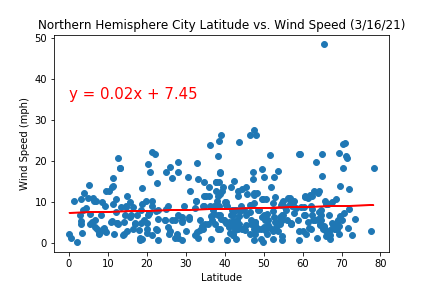 Northern Hemisphere City Latitude vs. Wind Speed (3/16/21)
50
40
30
20
10
0
Wind Speed (mph)
y = 0.02x + 7.45
0 10 20 30 40 50 60 70 80
Latitude